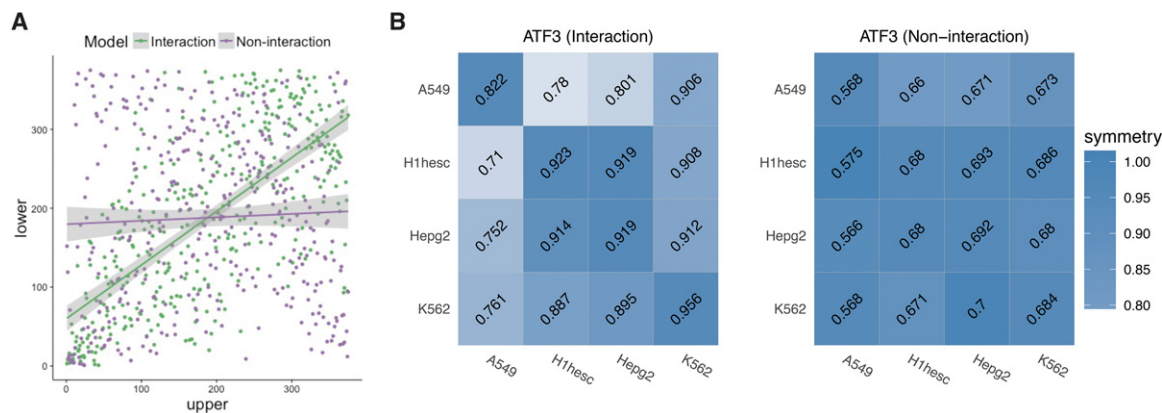 A
Model Interaction Non-interaction
300
200
100
0
lower
0 100 200 300
upper
B
ATF3 (Interaction)
A549 0.822 0.78 0.801 0.906
H1hesc 0.71 0.923 0.919 0.908
Hepg2 0.752 0.914 0.919 0.912
K562 0.761 0.887 0.895 0.956
A549 H1hesc Hepg2 K562
ATF3 (Non-interaction)
A549 0.568 0.66 0.671 0.673
H1hesc 0.575 0.68 0.693 0.686
Hepg2 0.566 0.68 0.692 0.68
K562 0.568 0.671 0.7 0.684
A549 H1hesc Hepg2 K562
symmetry
1.00
0.95
0.90
0.85
0.80